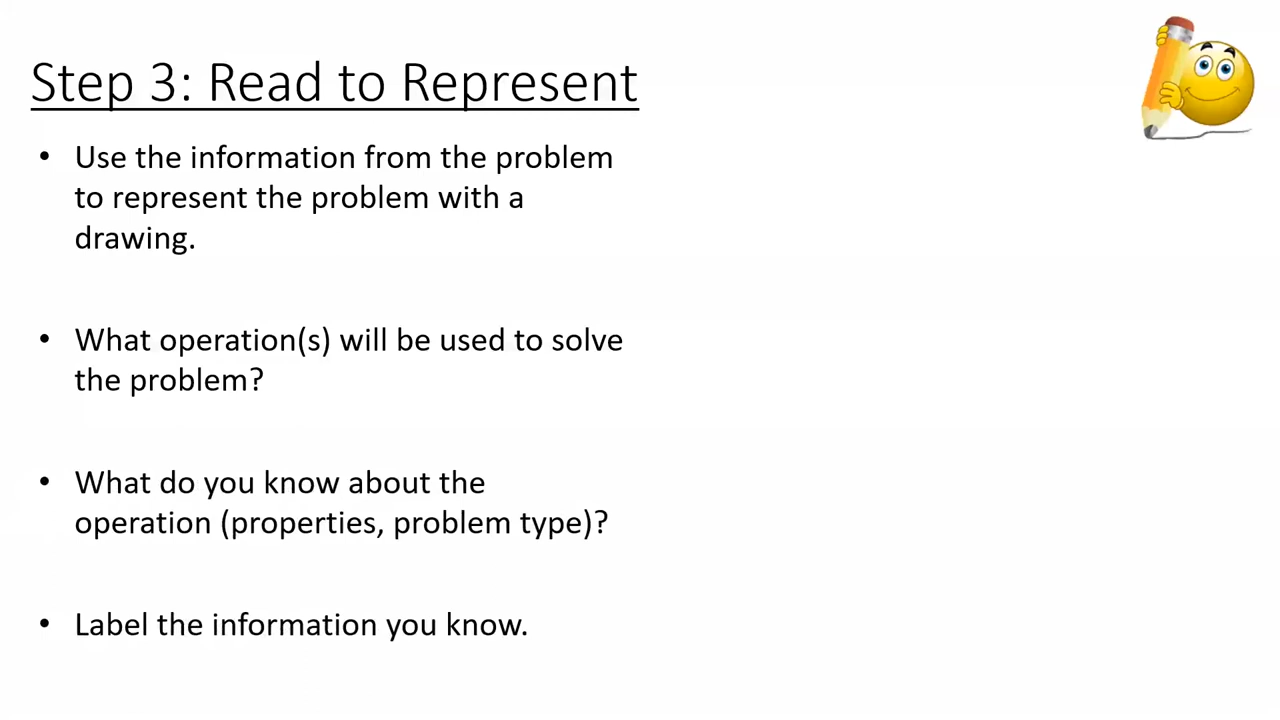 Step 3: Read to Represent
• Use the information from the problem
to represent the problem with a
drawing.
• What operation(s) will be used to solve
the problem?
• What do you know about the
operation (properties, problem type)?
• Label the information you know.